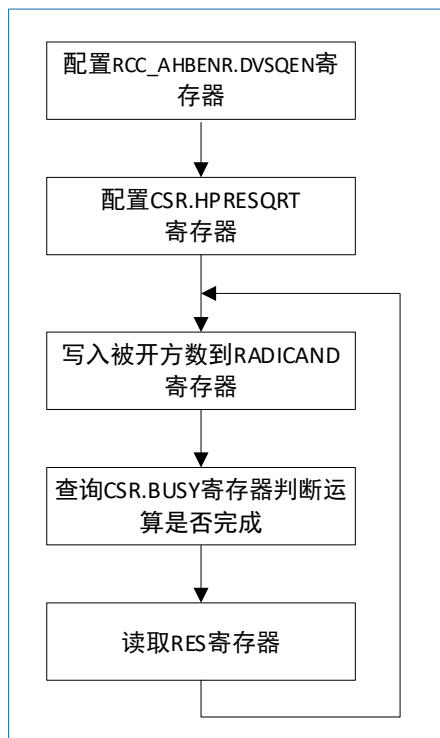 配置RCC_AHBENR.DVSQEN寄
存器
配置CSR.HPRESQRT
寄存器
写入被开方数到RADICAND
寄存器
查询CSR.BUSY寄存器判断运
算是否完成
读取RES寄存器